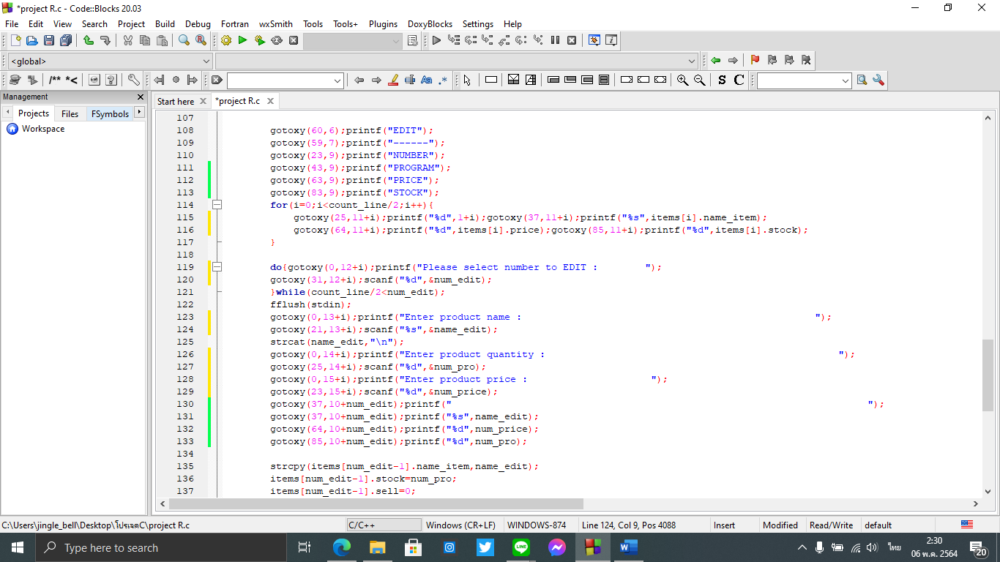 *project R.c - Code::Blocks 20.03
File Edit View Search Project Build Debug Fortran wxSmith Tools Tools+ Plugins DoxyBlocks Settings Help
<global>
/** *<
Aa .*
S C
Management
Projects Files FSymbols
Workspace
Start here *project R.c
107
108 gotoxy(60,6);printf("EDIT");
109 gotoxy(59,7);printf("------");
110 gotoxy(23,9);printf("NUMBER");
111 gotoxy(43,9);printf("PROGRAM");
112 gotoxy(63,9);printf("PRICE");
113 gotoxy(83,9);printf("STOCK");
114 for(i=0;i<count_line/2;i++){
115 gotoxy(25,11+i);printf("%d",1+i);gotoxy(37,11+i);printf("%s",items[i].name_item);
116 gotoxy(64,11+i);printf("%d",items[i].price);gotoxy(85,11+i);printf("%d",items[i].stock);
117 }
118
119 do{gotoxy(0,12+i);printf("Please select number to EDIT :        ");
120 gotoxy(31,12+i);scanf("%d",&num_edit);
121 }while(count_line/2<num_edit);
122 fflush(stdin);
123 gotoxy(0,13+i);printf("Enter product name :                                                  ");
124 gotoxy(21,13+i);scanf("%s",&name_edit);
125 strcat(name_edit,"\n");
126 gotoxy(0,14+i);printf("Enter product quantity :                                                  ");
127 gotoxy(25,14+i);scanf("%d",&num_pro);
128 gotoxy(0,15+i);printf("Enter product price :                     ");
129 gotoxy(23,15+i);scanf("%d",&num_price);
130 gotoxy(37,10+num_edit);printf("                                                                       ");
131 gotoxy(37,10+num_edit);printf("%s",name_edit);
132 gotoxy(64,10+num_edit);printf("%d",num_price);
133 gotoxy(85,10+num_edit);printf("%d",num_pro);
134
135 strcpy(items[num_edit-1].name_item,name_edit);
136 items[num_edit-1].stock=num_pro;
137 items[num_edit-1].sell=0;
C:\Users\jingle_bell\Desktop\โปรเจคC\project R.c C/C++ Windows (CR+LF) WINDOWS-874 Line 124, Col 9, Pos 4088 Insert Modified Read/Write default
Type here to search
LINE
ไทย
2:30
06 พ.ค. 2564
20